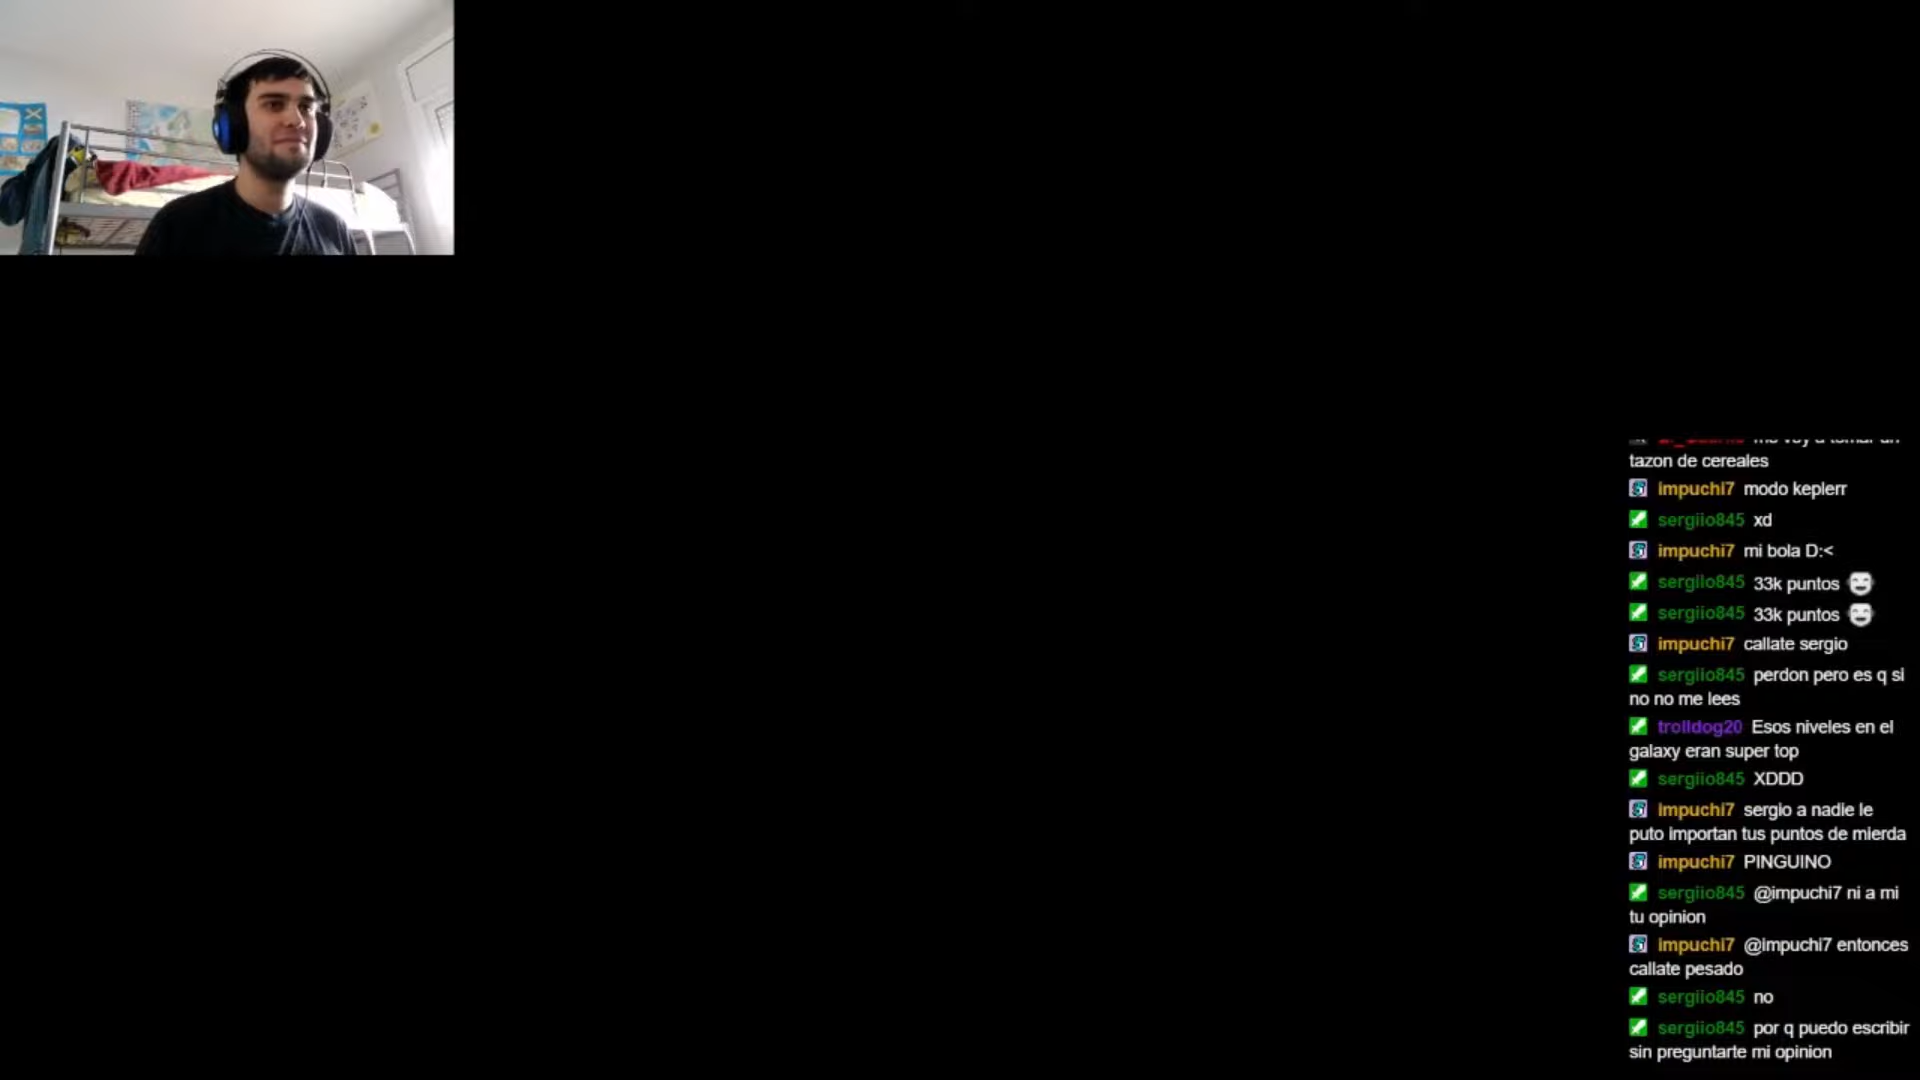 tazon de cereales
impuchi7 modo keplerr
sergiio845 xd
impuchi7 mi bola D:<
sergiio845 33k puntos
sergiio845 33k puntos
impuchi7 callate sergio
sergiio845 perdon pero es q si
no no me lees
trolldog20 Esos niveles en el
galaxy eran super top
sergiio845 XDDD
impuchi7 sergio a nadie le
puto importan tus puntos de mierda
impuchi7 PINGUINO
sergiio845 @impuchi7 ni a mi
tu opinion
impuchi7 @impuchi7 entonces
callate pesado
sergiio845 no
sergiio845 por q puedo escribir
sin preguntarte mi opinion